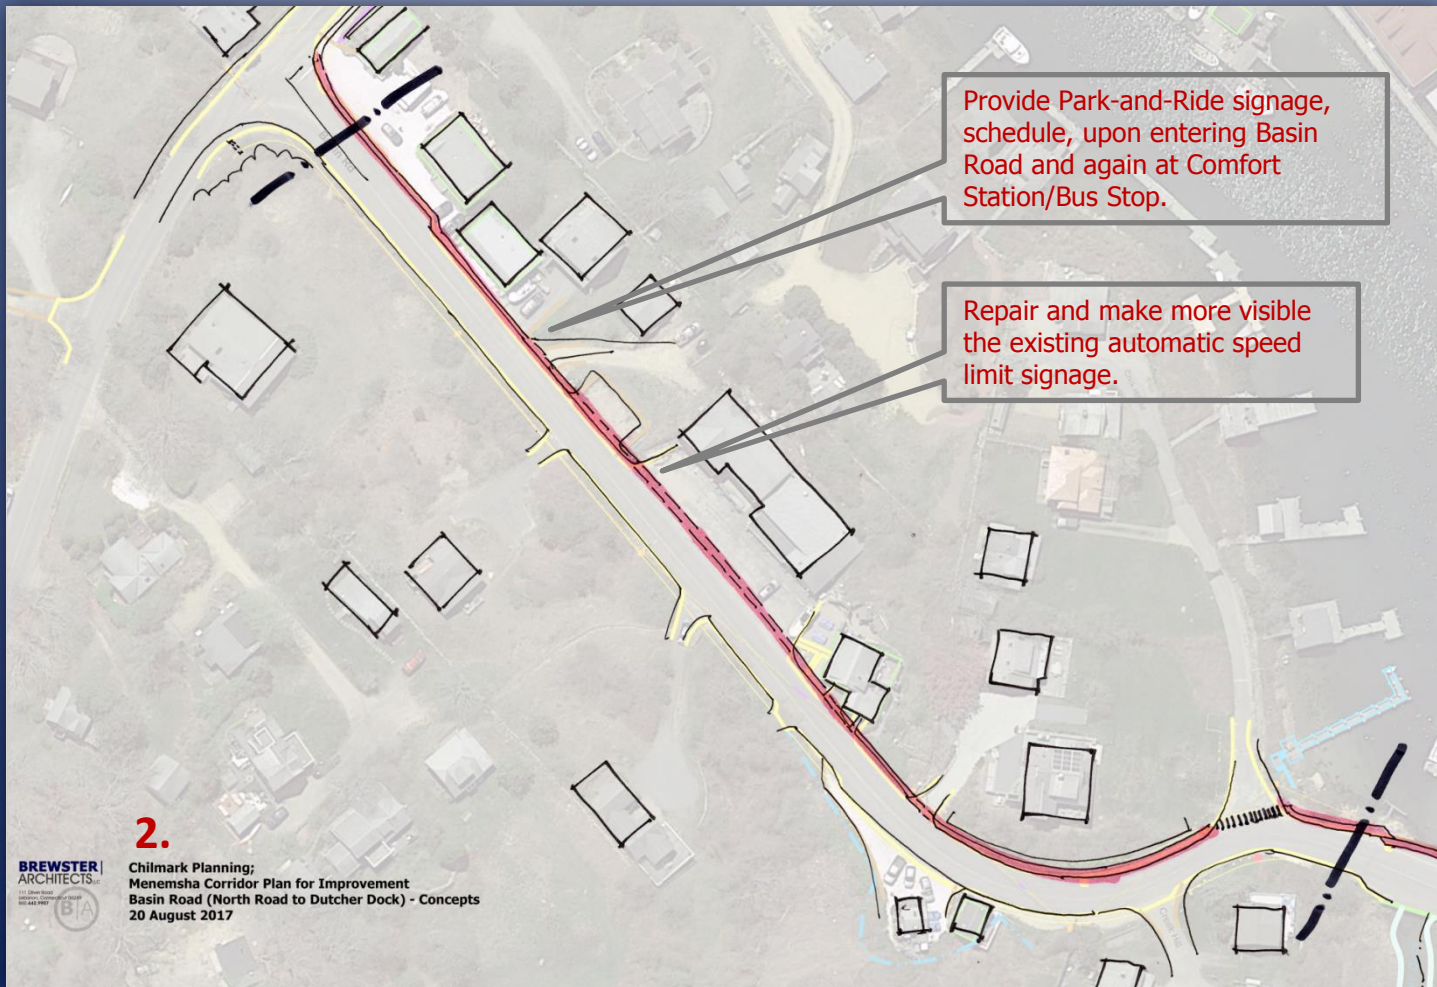 Provide Park-and-Ride signage,
schedule, upon entering Basin
Road and again at Comfort
Station/Bus Stop.
Repair and make more visible
the existing automatic speed
limit signage.
2.
BREWSTER|
ARCHITECTS
B|A
Chilmark Planning;
Menemsha Corridor Plan for Improvement
Basin Road (North Road to Dutcher Dock) - Concepts
20 August 2017